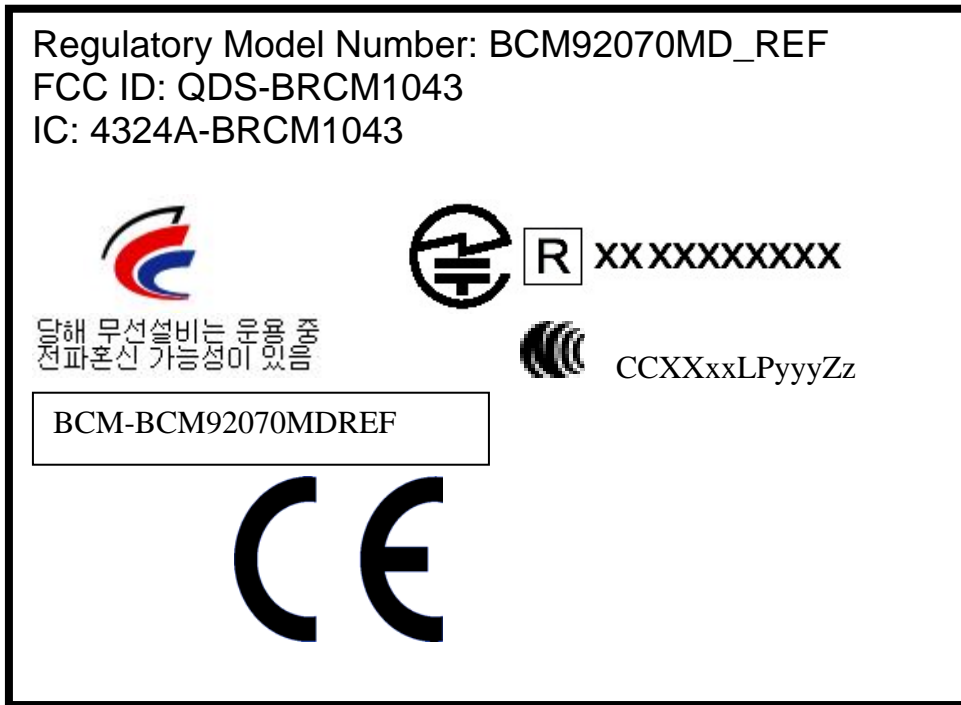 Regulatory Model Number: BCM92070MD_REF
FCC ID: QDS-BRCM1043
IC: 4324A-BRCM1043
R XX XXXXXXXXX
당해 무선설비는 운용 중
전파혼신 가능성이 있음
CCXXxxLPyyyZz
BCM-BCM92070MDREF
CE